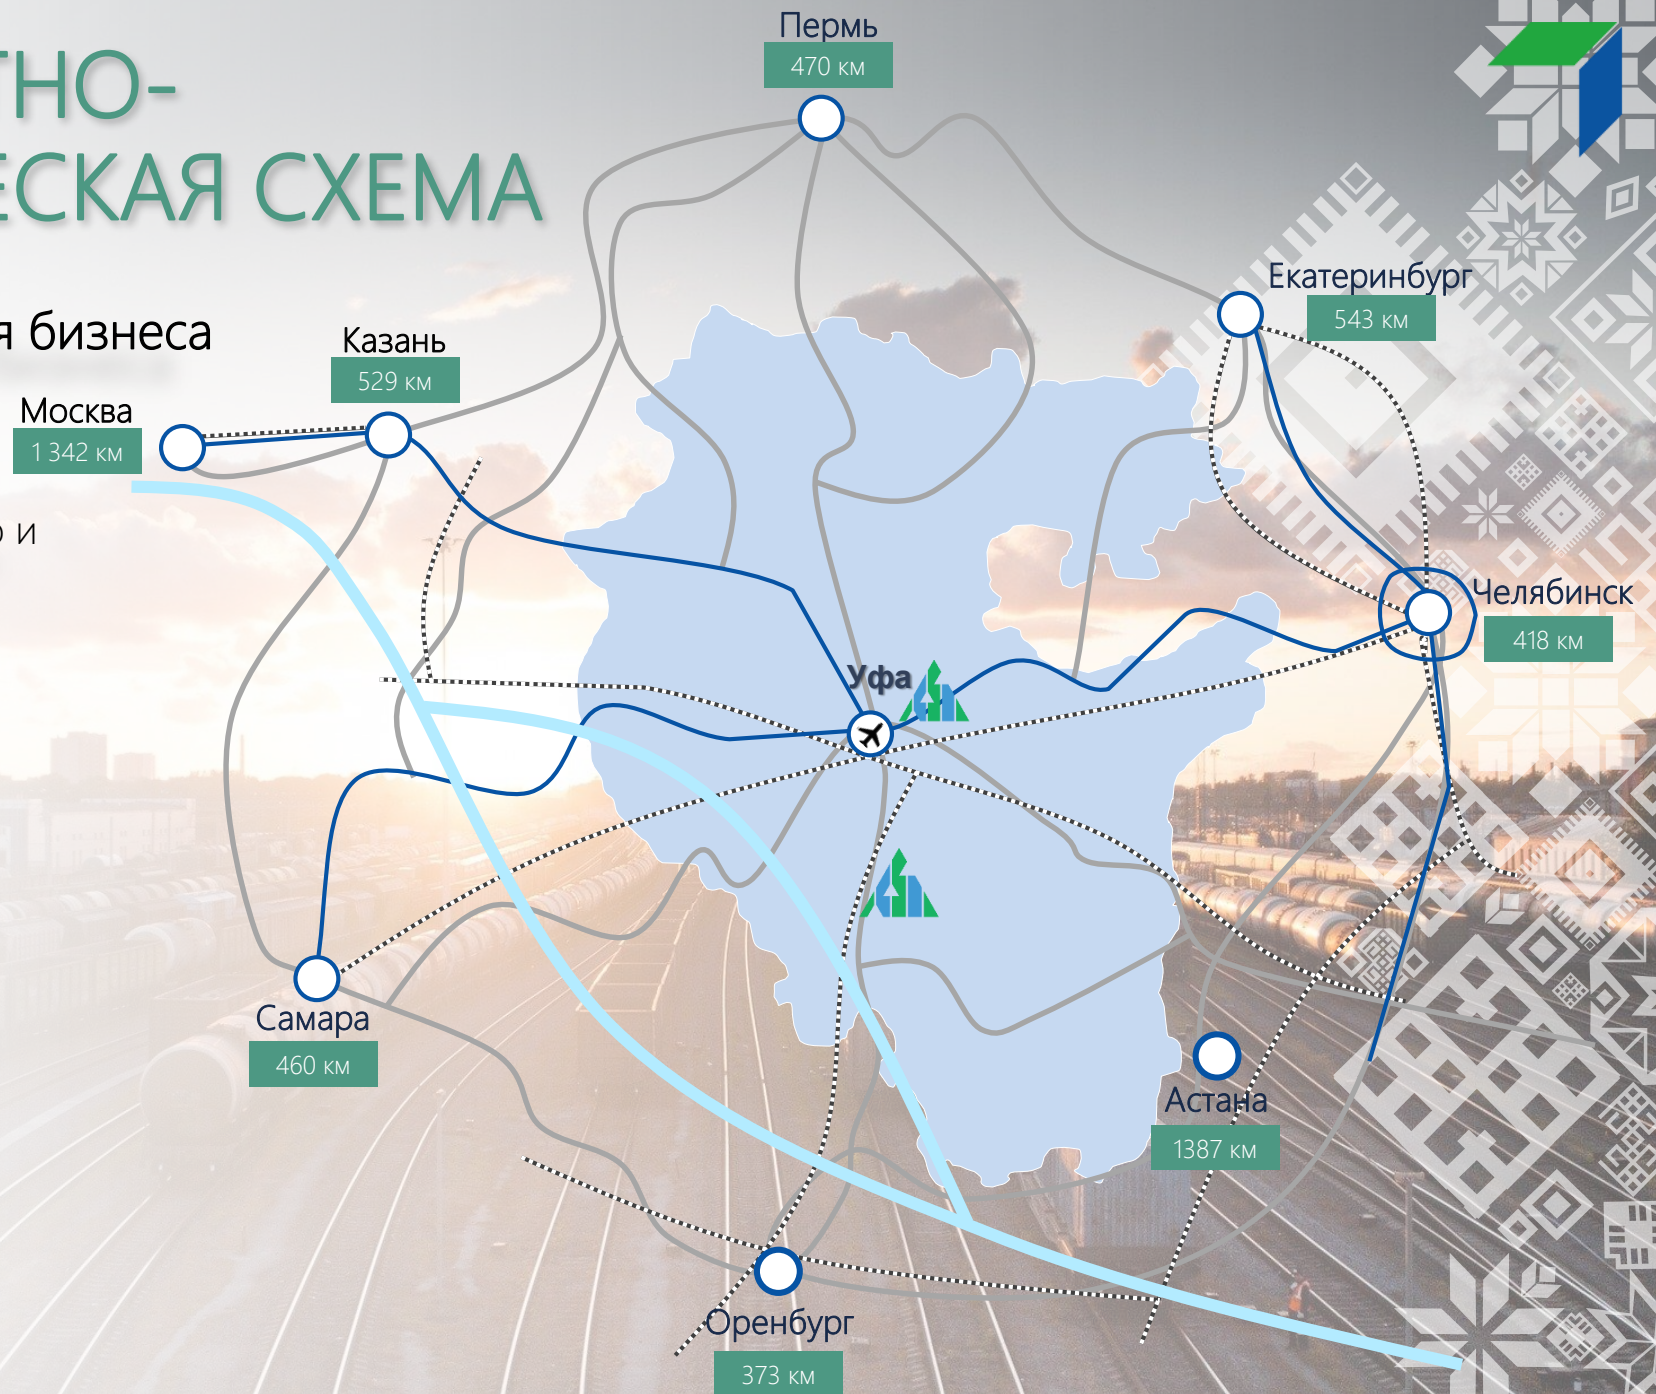 ТНО-
ЕСКАЯ СХЕМА
я бизнеса
о и
Пермь
470 км
Екатеринбург
543 км
Казань
529 км
Москва
1 342 км
Челябинск
418 км
Уфа
Самара
460 км
Астана
1387 км
Оренбург
373 км